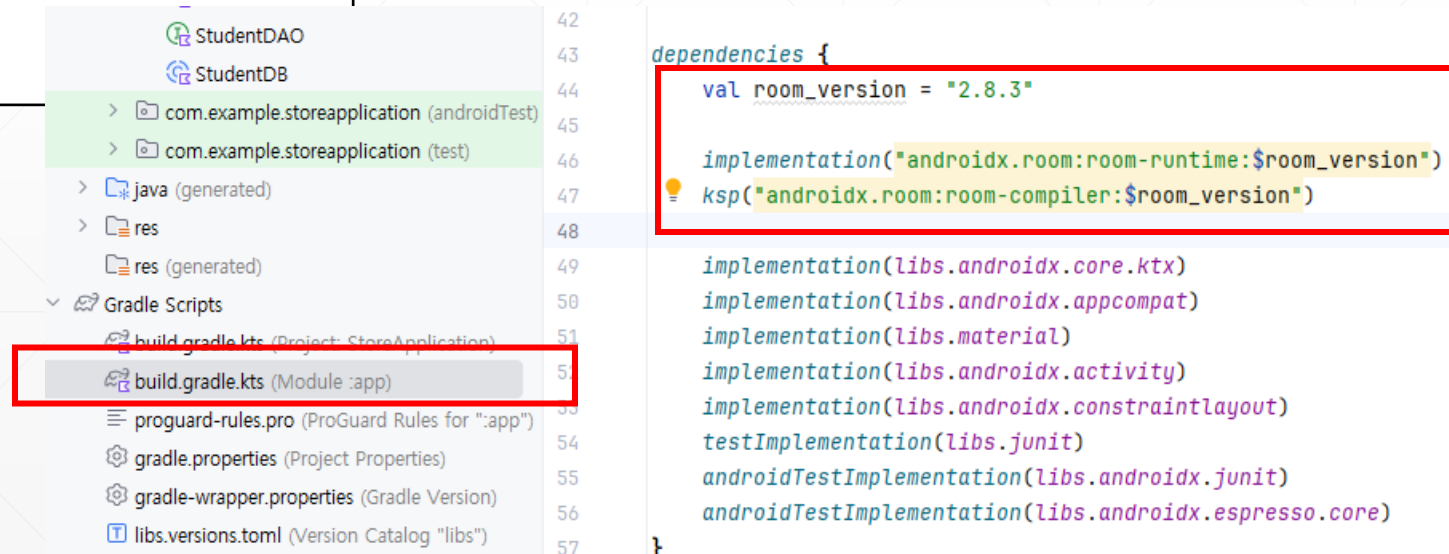 StudentDAO
StudentDB
com.example.storeapplication (androidTest)
com.example.storeapplication (test)
java (generated)
res
res (generated)
Gradle Scripts
build.gradle.kts (Project: StoreApplication)
build.gradle.kts (Module :app)
proguard-rules.pro (ProGuard Rules for ":app")
gradle.properties (Project Properties)
gradle-wrapper.properties (Gradle Version)
libs.versions.toml (Version Catalog "libs")
42
43 dependencies {
44 val room_version = "2.8.3"
45
46 implementation("androidx.room:room-runtime:$room_version")
47 ksp("androidx.room:room-compiler:$room_version")
48
49 implementation(libs.androidx.core.ktx)
50 implementation(libs.androidx.appcompat)
51 implementation(libs.material)
52 implementation(libs.androidx.activity)
53 implementation(libs.androidx.constraintlayout)
54 testImplementation(libs.junit)
55 androidTestImplementation(libs.androidx.junit)
56 androidTestImplementation(libs.androidx.espresso.core)
57 }